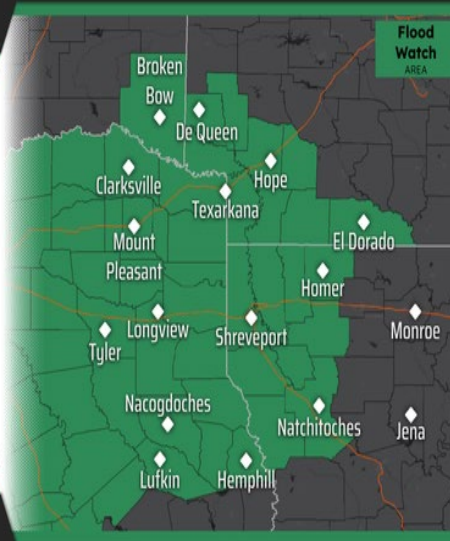 Flood
Watch
AREA
Broken
Bow
De Queen
Clarksville
Hope
Texarkana
Mount
Pleasant
El Dorado
Homer
Longview
Shreveport
Monroe
Tyler
Nacogdoches
Natchitoches
Jena
Lufkin
Hemphill